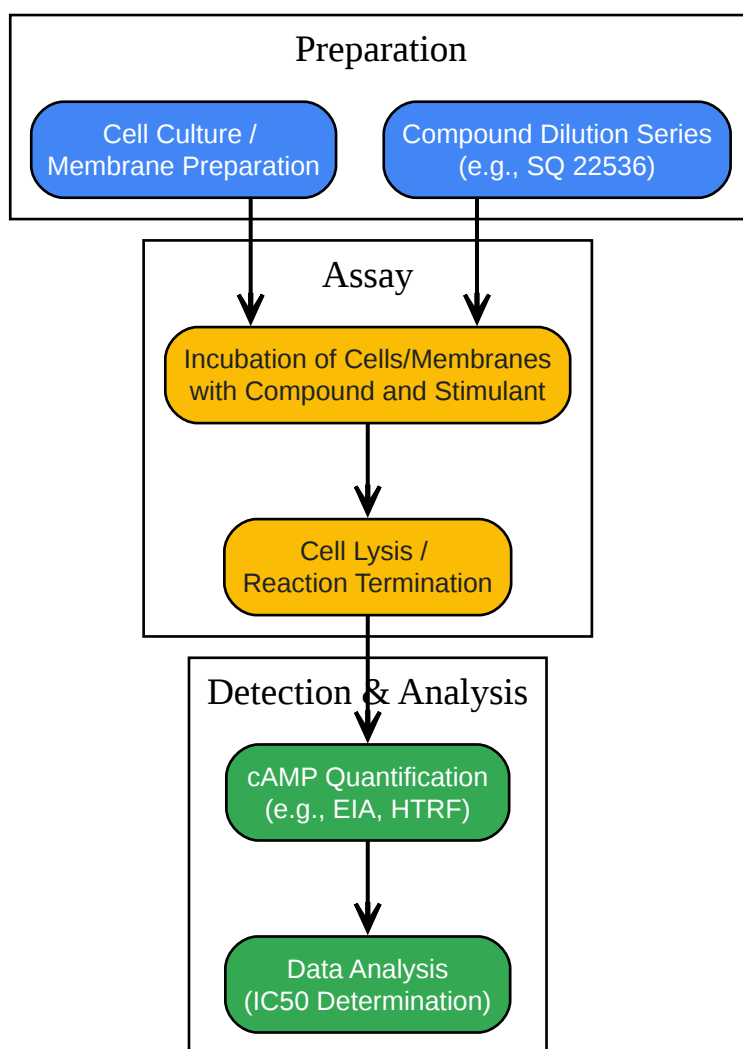 Preparation
Cell Culture /
Membrane Preparation
Compound Dilution Series
(e.g., SQ 22536)
Assay
Incubation of Cells/Membranes
with Compound and Stimulant
Cell Lysis /
Reaction Termination
Detection & Analysis
cAMP Quantification
(e.g., EIA, HTRF)
Data Analysis
(IC50 Determination)